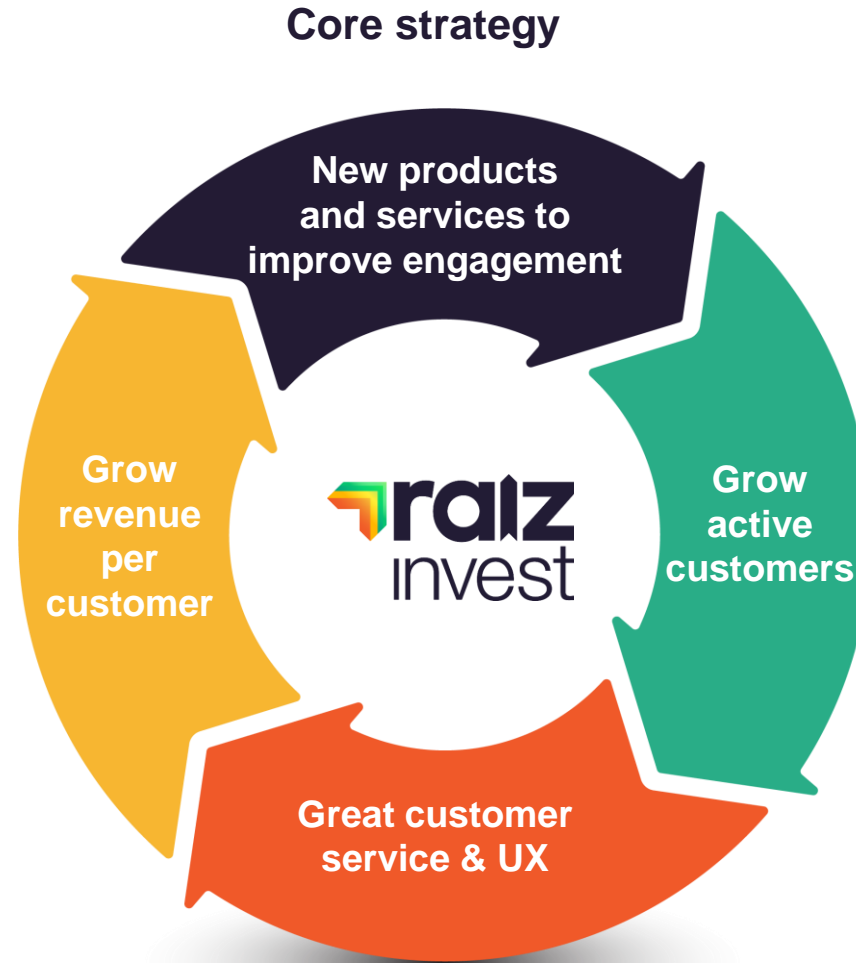 Core strategy
New products
and services to
improve engagement
Grow
active
customers
Great customer
service & UX
Grow
revenue
per
customer
raiz
invest